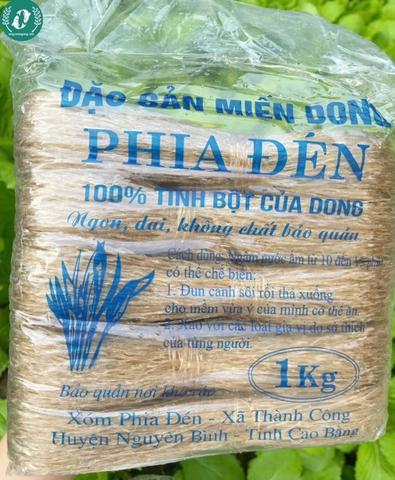 ĐẶC SẢN MIẾN DONG
PHIA ĐÉN
100% TINH BỘT CỦ DONG
Ngon, dai, không chất bảo quản
Cách dùng: Ngâm nước ấm từ 10 đến 15 phút
có thể chế biến:
1. Đun canh sôi rồi thả xuống
cho mềm vừa ý của mình có thể ăn.
2. Xào với các loại gia vị do sở thích
của từng người.
1Kg
Bảo quản nơi khô ráo
Xóm Phia Đén - Xã Thành Công
Huyện Nguyên Bình - Tỉnh Cao Bằng